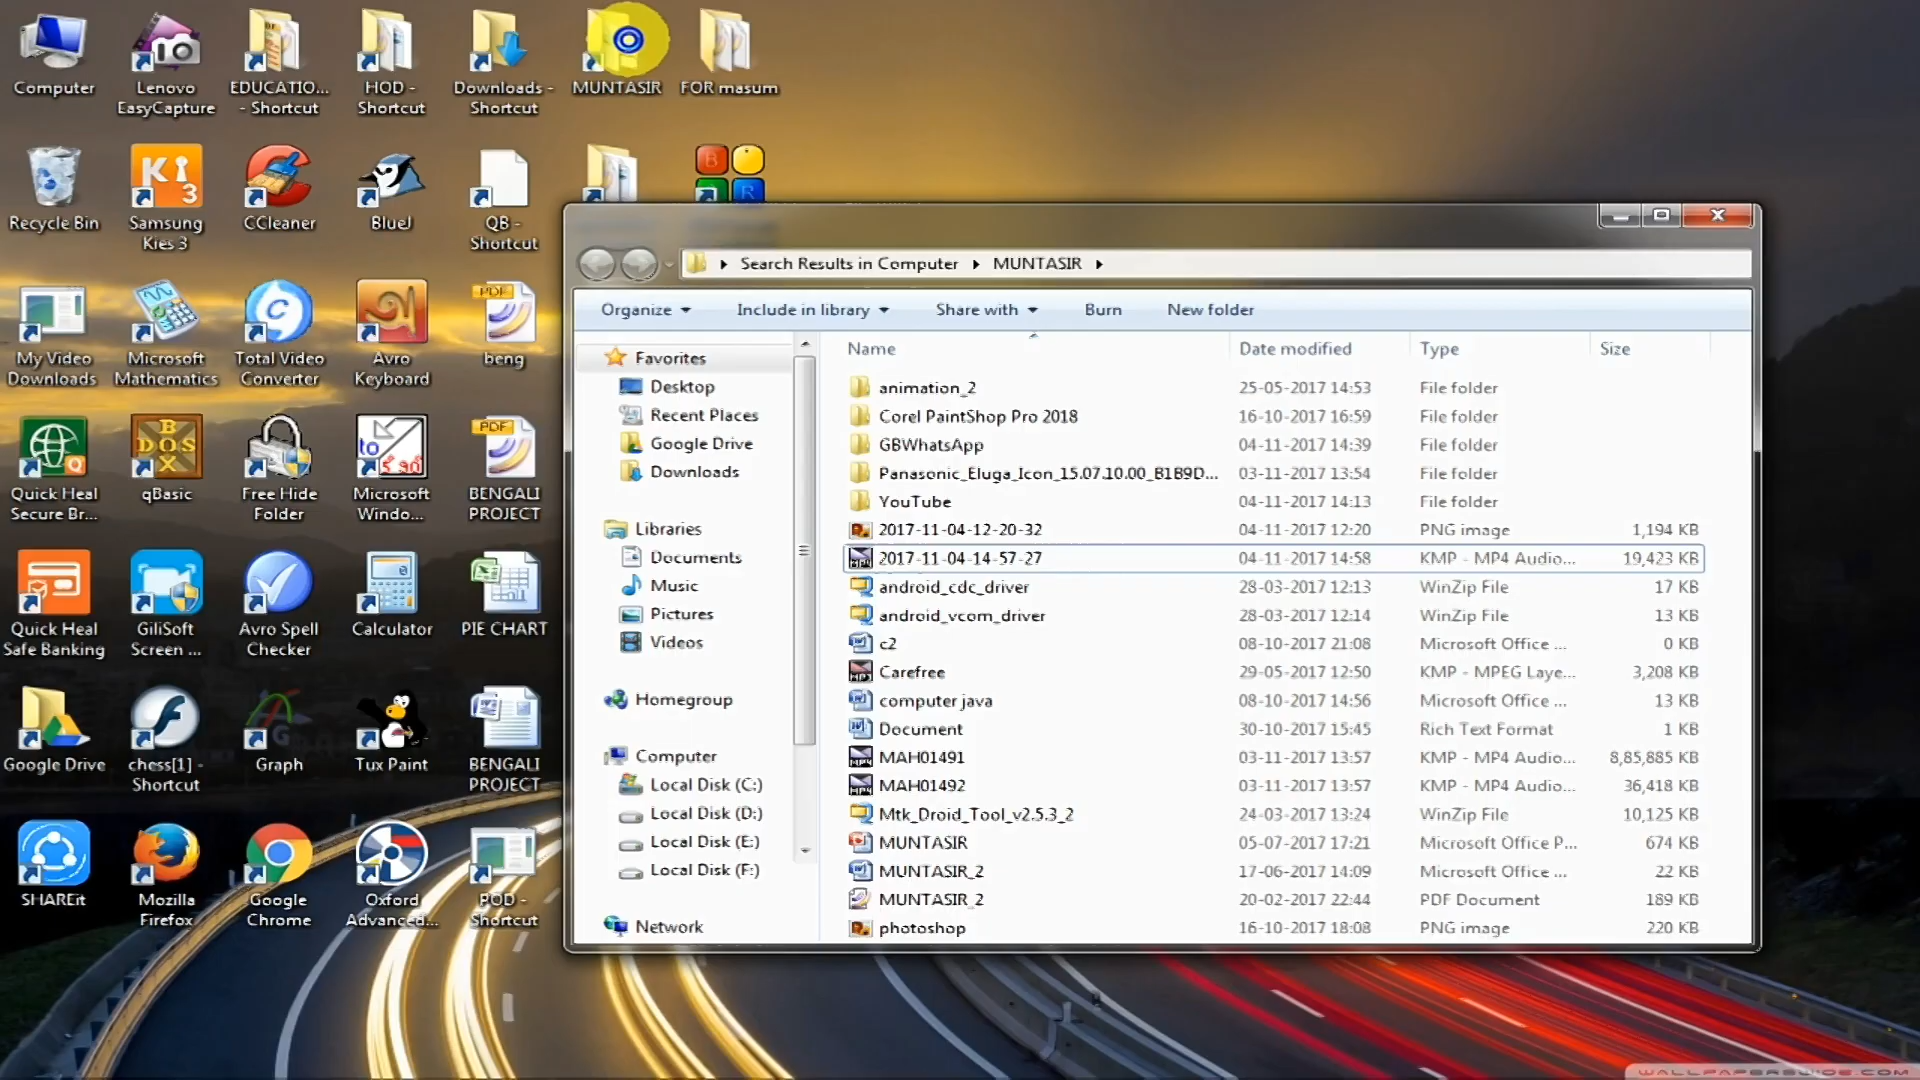 Computer
Lenovo
EasyCapture
EDUCATIO...
- Shortcut
HOD -
Shortcut
Downloads -
Shortcut
MUNTASIR
FOR masum
Recycle Bin
Samsung
Kies 3
CCleaner
BlueJ
QB -
Shortcut
My Video
Downloads
Microsoft
Mathematics
Total Video
Converter
Avro
Keyboard
beng
Quick Heal
Secure Br...
qBasic
Free Hide
Folder
Microsoft
Windo...
BENGALI
PROJECT
Quick Heal
Safe Banking
GiliSoft
Screen ...
Avro Spell
Checker
Calculator
PIE CHART
Google Drive
chess[1] -
Shortcut
Graph
Tux Paint
BENGALI
PROJECT
SHAREit
Mozilla
Firefox
Google
Chrome
Oxford
Advanced...
POD -
Shortcut
Search Results in Computer
MUNTASIR
Organize
Include in library
Share with
Burn
New folder
Favorites
Desktop
Recent Places
Google Drive
Downloads
Libraries
Documents
Music
Pictures
Videos
Homegroup
Computer
Local Disk (C:)
Local Disk (D:)
Local Disk (E:)
Local Disk (F:)
Network
Name Date modified Type Size
animation_2 25-05-2017 14:53 File folder
Corel PaintShop Pro 2018 16-10-2017 16:59 File folder
GBWhatsApp 04-11-2017 14:39 File folder
Panasonic_Eluga_Icon_15.07.10.00_B1B9D... 03-11-2017 13:54 File folder
YouTube 04-11-2017 14:13 File folder
2017-11-04-12-20-32 04-11-2017 12:20 PNG image 1,194 KB
2017-11-04-14-57-27 04-11-2017 14:58 KMP - MP4 Audio... 19,423 KB
android_cdc_driver 28-03-2017 12:13 WinZip File 17 KB
android_vcom_driver 28-03-2017 12:14 WinZip File 13 KB
c2 08-10-2017 21:08 Microsoft Office ... 0 KB
Carefree 29-05-2017 12:50 KMP - MPEG Laye... 3,208 KB
computer java 08-10-2017 14:56 Microsoft Office ... 13 KB
Document 30-10-2017 15:45 Rich Text Format 1 KB
MAH01491 03-11-2017 13:57 KMP - MP4 Audio... 8,85,885 KB
MAH01492 03-11-2017 13:57 KMP - MP4 Audio... 36,418 KB
Mtk_Droid_Tool_v2.5.3_2 24-03-2017 13:24 WinZip File 10,125 KB
MUNTASIR 05-07-2017 17:21 Microsoft Office P... 674 KB
MUNTASIR_2 17-06-2017 14:09 Microsoft Office ... 22 KB
MUNTASIR_2 20-02-2017 22:44 PDF Document 189 KB
photoshop 16-10-2017 18:08 PNG image 220 KB